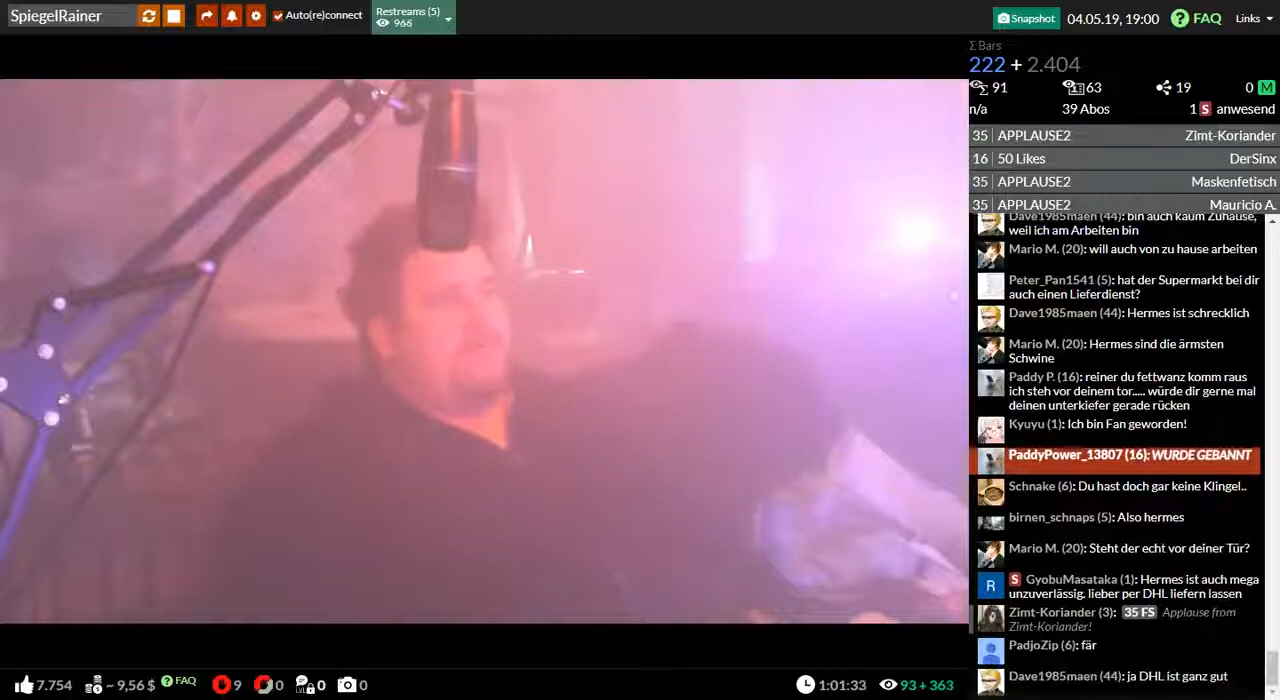 SpiegelRainer
Auto(re)connect
Restreams (5)
966
Snapshot
04.05.19, 19:00
? FAQ
Links
Σ Bars
222 + 2.404
91
63
19
0 M
n/a
39 Abos
1 S anwesend
35 | APPLAUSE2 Zimt-Koriander
16 | 50 Likes DerSinx
35 | APPLAUSE2 Maskenfetisch
35 | APPLAUSE2 Mauricio A.
Dave1985maen (44): bin auch kaum Zuhause,
weil ich am Arbeiten bin
Mario M. (20): will auch von zu hause arbeiten
Peter_Pan1541 (5): hat der Supermarkt bei dir
auch einen Lieferdienst?
Dave1985maen (44): Hermes ist schrecklich
Mario M. (20): Hermes sind die ärmsten
Schwine
Paddy P. (16): reiner du fettwanz komm raus
ich steh vor deinem tor..... würde dir gerne mal
deinen unterkiefer gerade rücken
Kyuyu (1): Ich bin Fan geworden!
PaddyPower_13807 (16): WURDE GEBANNT
Schnake (6): Du hast doch gar keine Klingel..
birnen_schnaps (5): Also hermes
Mario M. (20): Steht der echt vor deiner Tür?
R
S GyobuMasataka (1): Hermes ist auch mega
unzuverlässig. lieber per DHL liefern lassen
Zimt-Koriander (3): 35 FS Applause from
Zimt-Koriander!
PadjoZip (6): fär
Dave1985maen (44): ja DHL ist ganz gut
7.754
~ 9,56 $
? FAQ
9
0
LVL
0
0
1:01:33
93 + 363